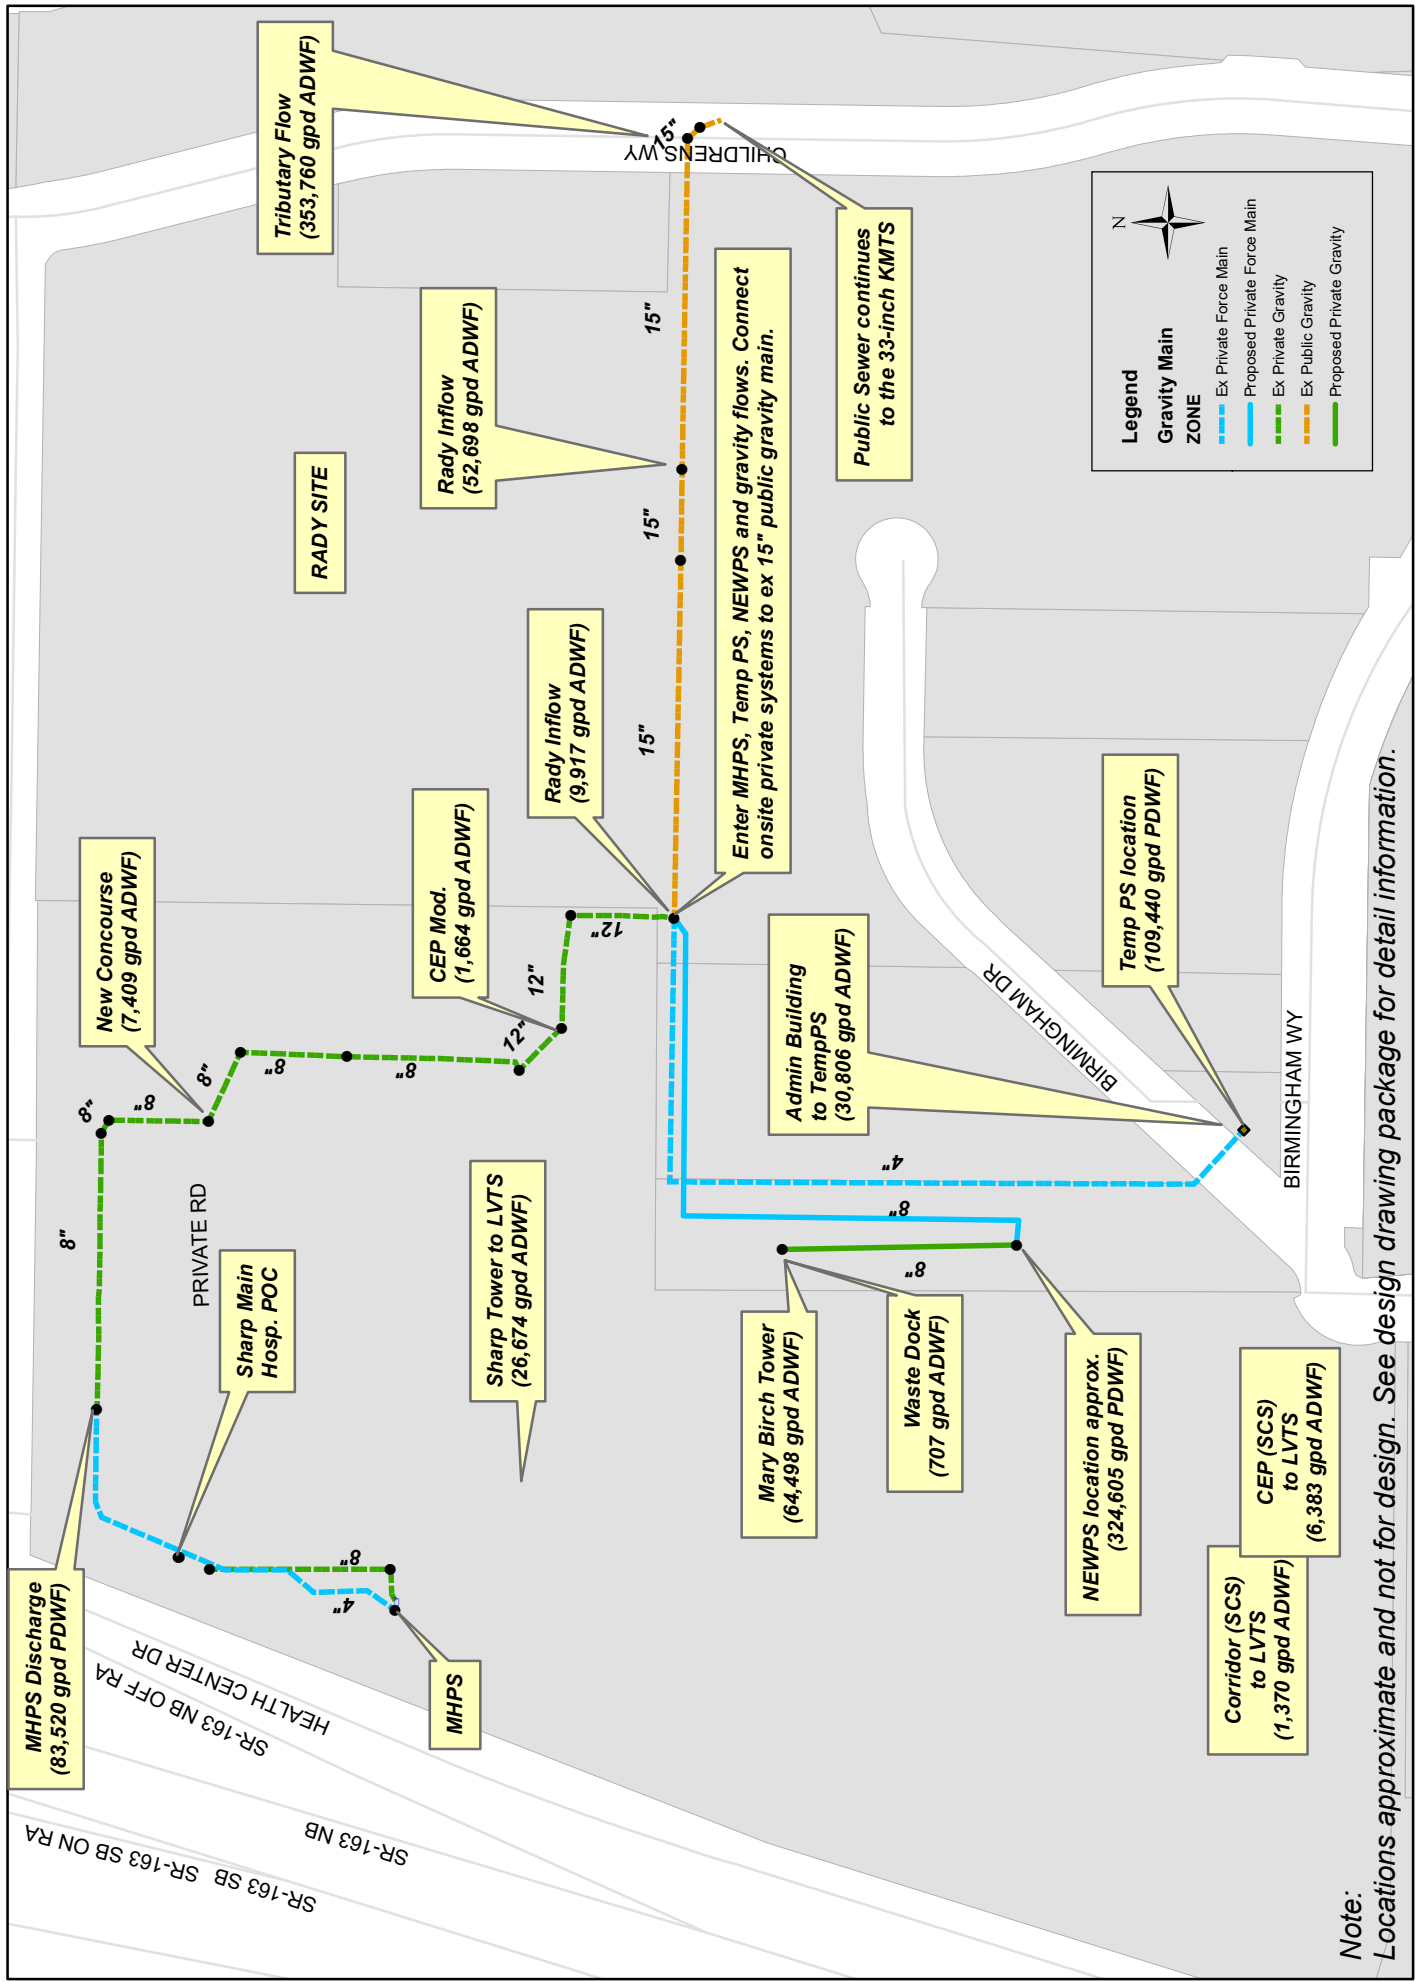 MHPS Discharge
(83,520 gpd PDWF)
New Concourse
(7,409 gpd ADWF)
Tributary Flow
(353,760 gpd ADWF)
8"
8"
8"
8"
8"
8"
PRIVATE RD
Sharp Main
Hosp. POC
CEP Mod.
(1,664 gpd ADWF)
12"
12"
12"
RADY SITE
Rady Inflow
(52,698 gpd ADWF)
Rady Inflow
(9,917 gpd ADWF)
15"
15"
15"
15"
CHILDRENS WY
8"
4"
MHPS
Sharp Tower to LVTS
(26,674 gpd ADWF)
HEALTH CENTER DR
SR-163 NB OFF RA
SR-163 NB
SR-163 SB
SR-163 SB
SR-163 SB ON RA
Enter MHPS, Temp PS, NEWPS and gravity flows. Connect
onsite private systems to ex 15" public gravity main.
Public Sewer continues
to the 33-inch KMTS
Mary Birch Tower
(64,498 gpd ADWF)
Waste Dock
(707 gpd ADWF)
8"
8"
4"
Admin Building
to TempPS
(30,806 gpd ADWF)
BIRMINGHAM DR
NEWPS location approx.
(324,605 gpd PDWF)
Temp PS location
(109,440 gpd PDWF)
BIRMINGHAM WY
Corridor (SCS)
to LVTS
(1,370 gpd ADWF)
CEP (SCS)
to LVTS
(6,383 gpd ADWF)
Legend
N
Gravity Main
ZONE
Ex Private Force Main
Proposed Private Force Main
Ex Private Gravity
Ex Public Gravity
Proposed Private Gravity
Note:
Locations approximate and not for design. See design drawing package for detail information.